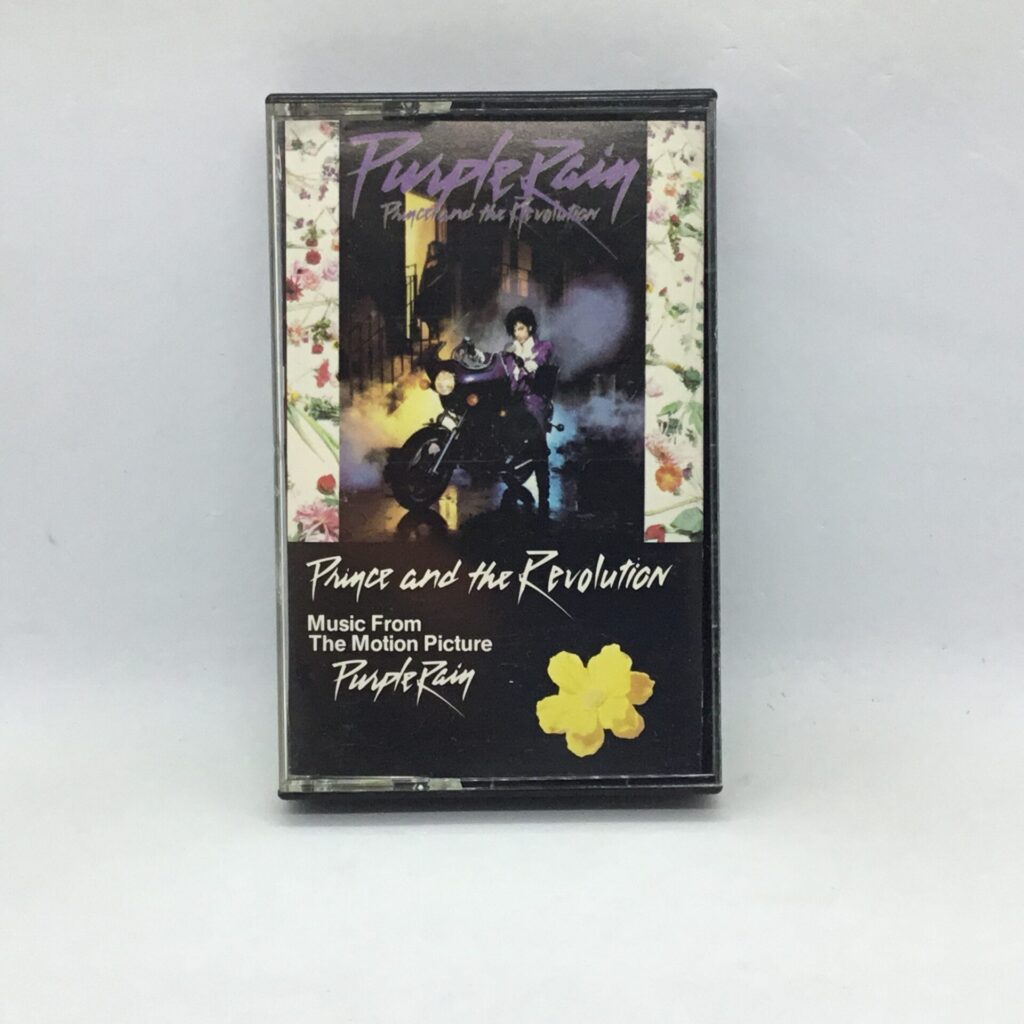 Purple Rain
Prince and the Revolution
Prince and the Revolution
Music From
The Motion Picture
Purple Rain